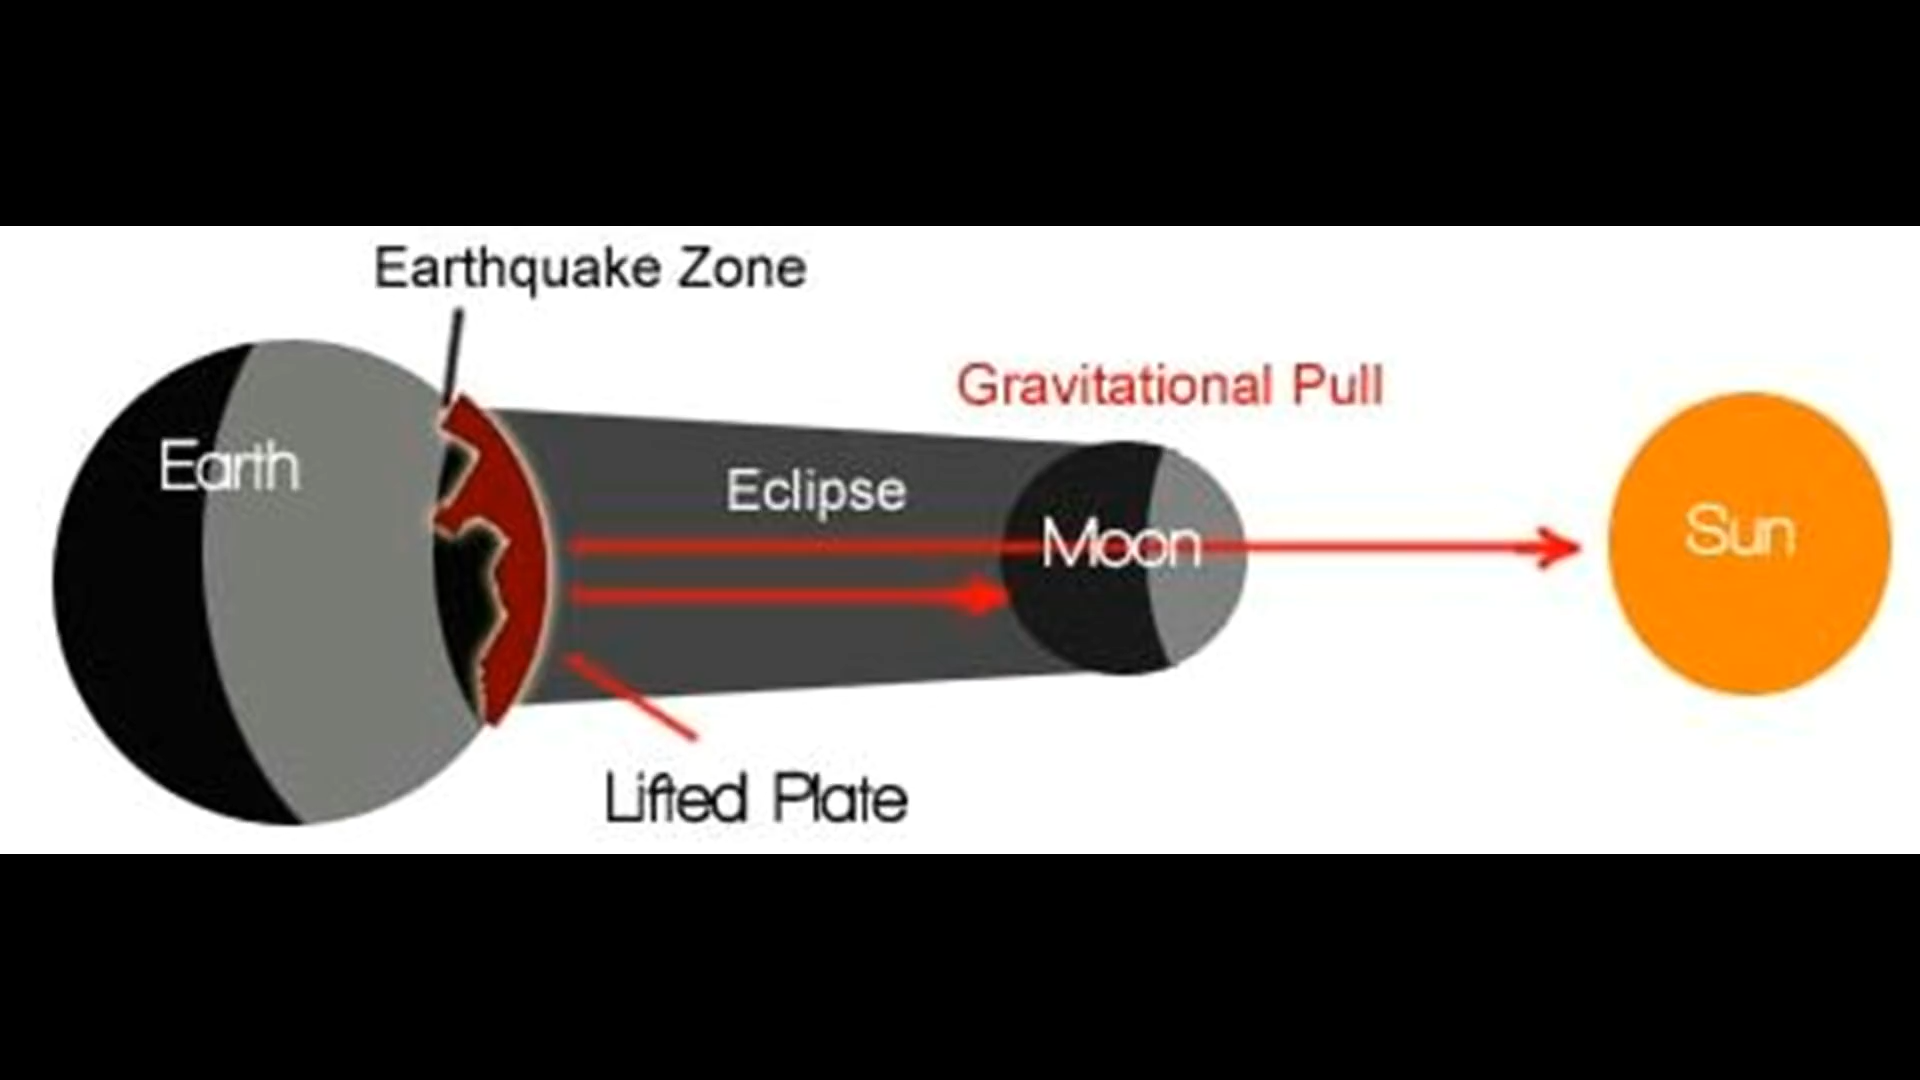 Earthquake Zone
Gravitational Pull
Earth
Eclipse
Moon
Sun
Lifted Plate